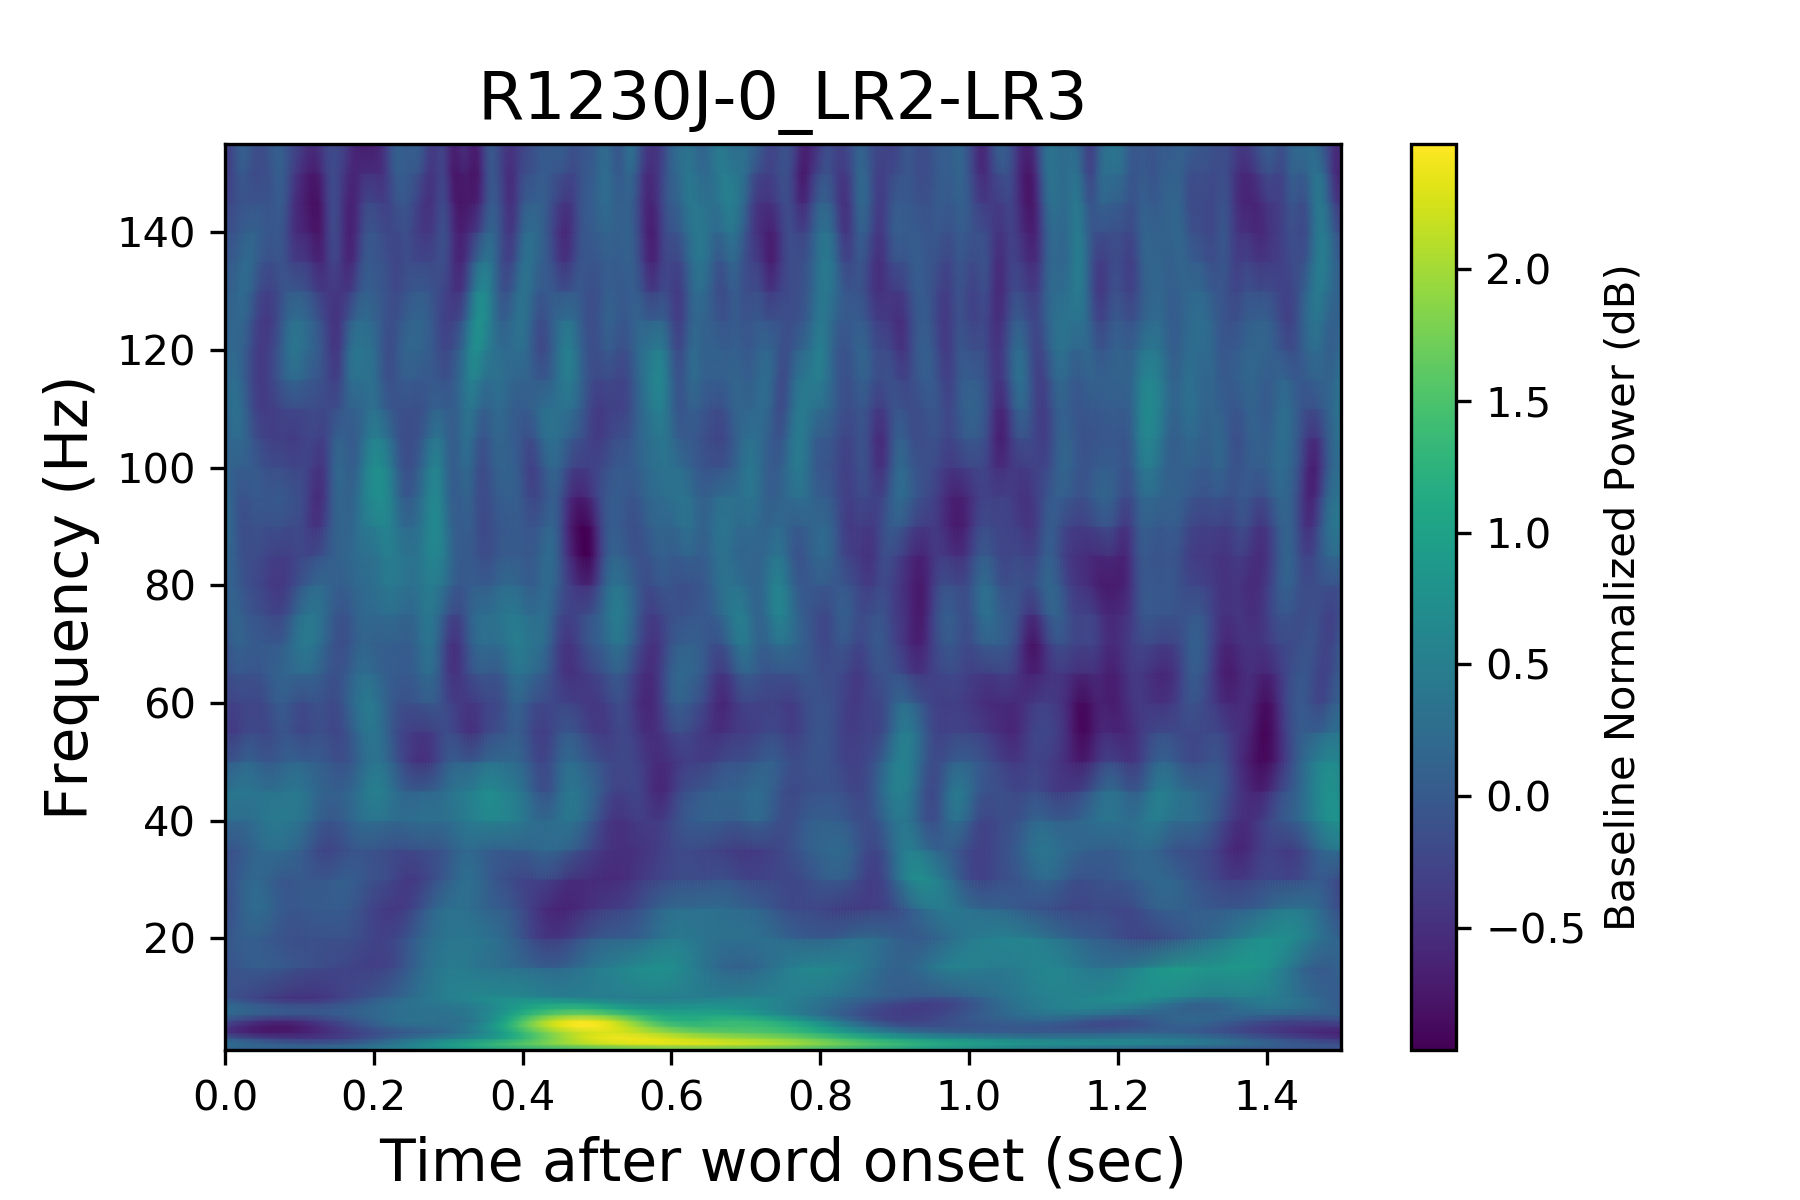 R1230J-0_LR2-LR3
Frequency (Hz)
140
120
100
80
60
40
20
0.0 0.2 0.4 0.6 0.8 1.0 1.2 1.4
Time after word onset (sec)
2.0
1.5
1.0
0.5
0.0
−0.5
Baseline Normalized Power (dB)